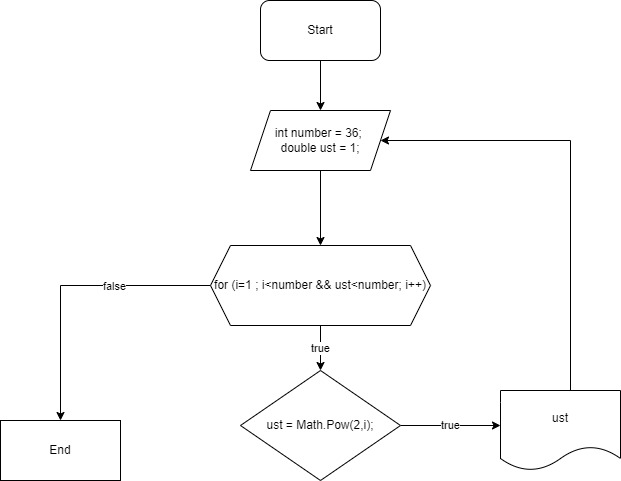 Start
int number = 36;
double ust = 1;
for (i=1 ; i<number && ust<number; i++)
false
true
ust = Math.Pow(2,i);
true
ust
End